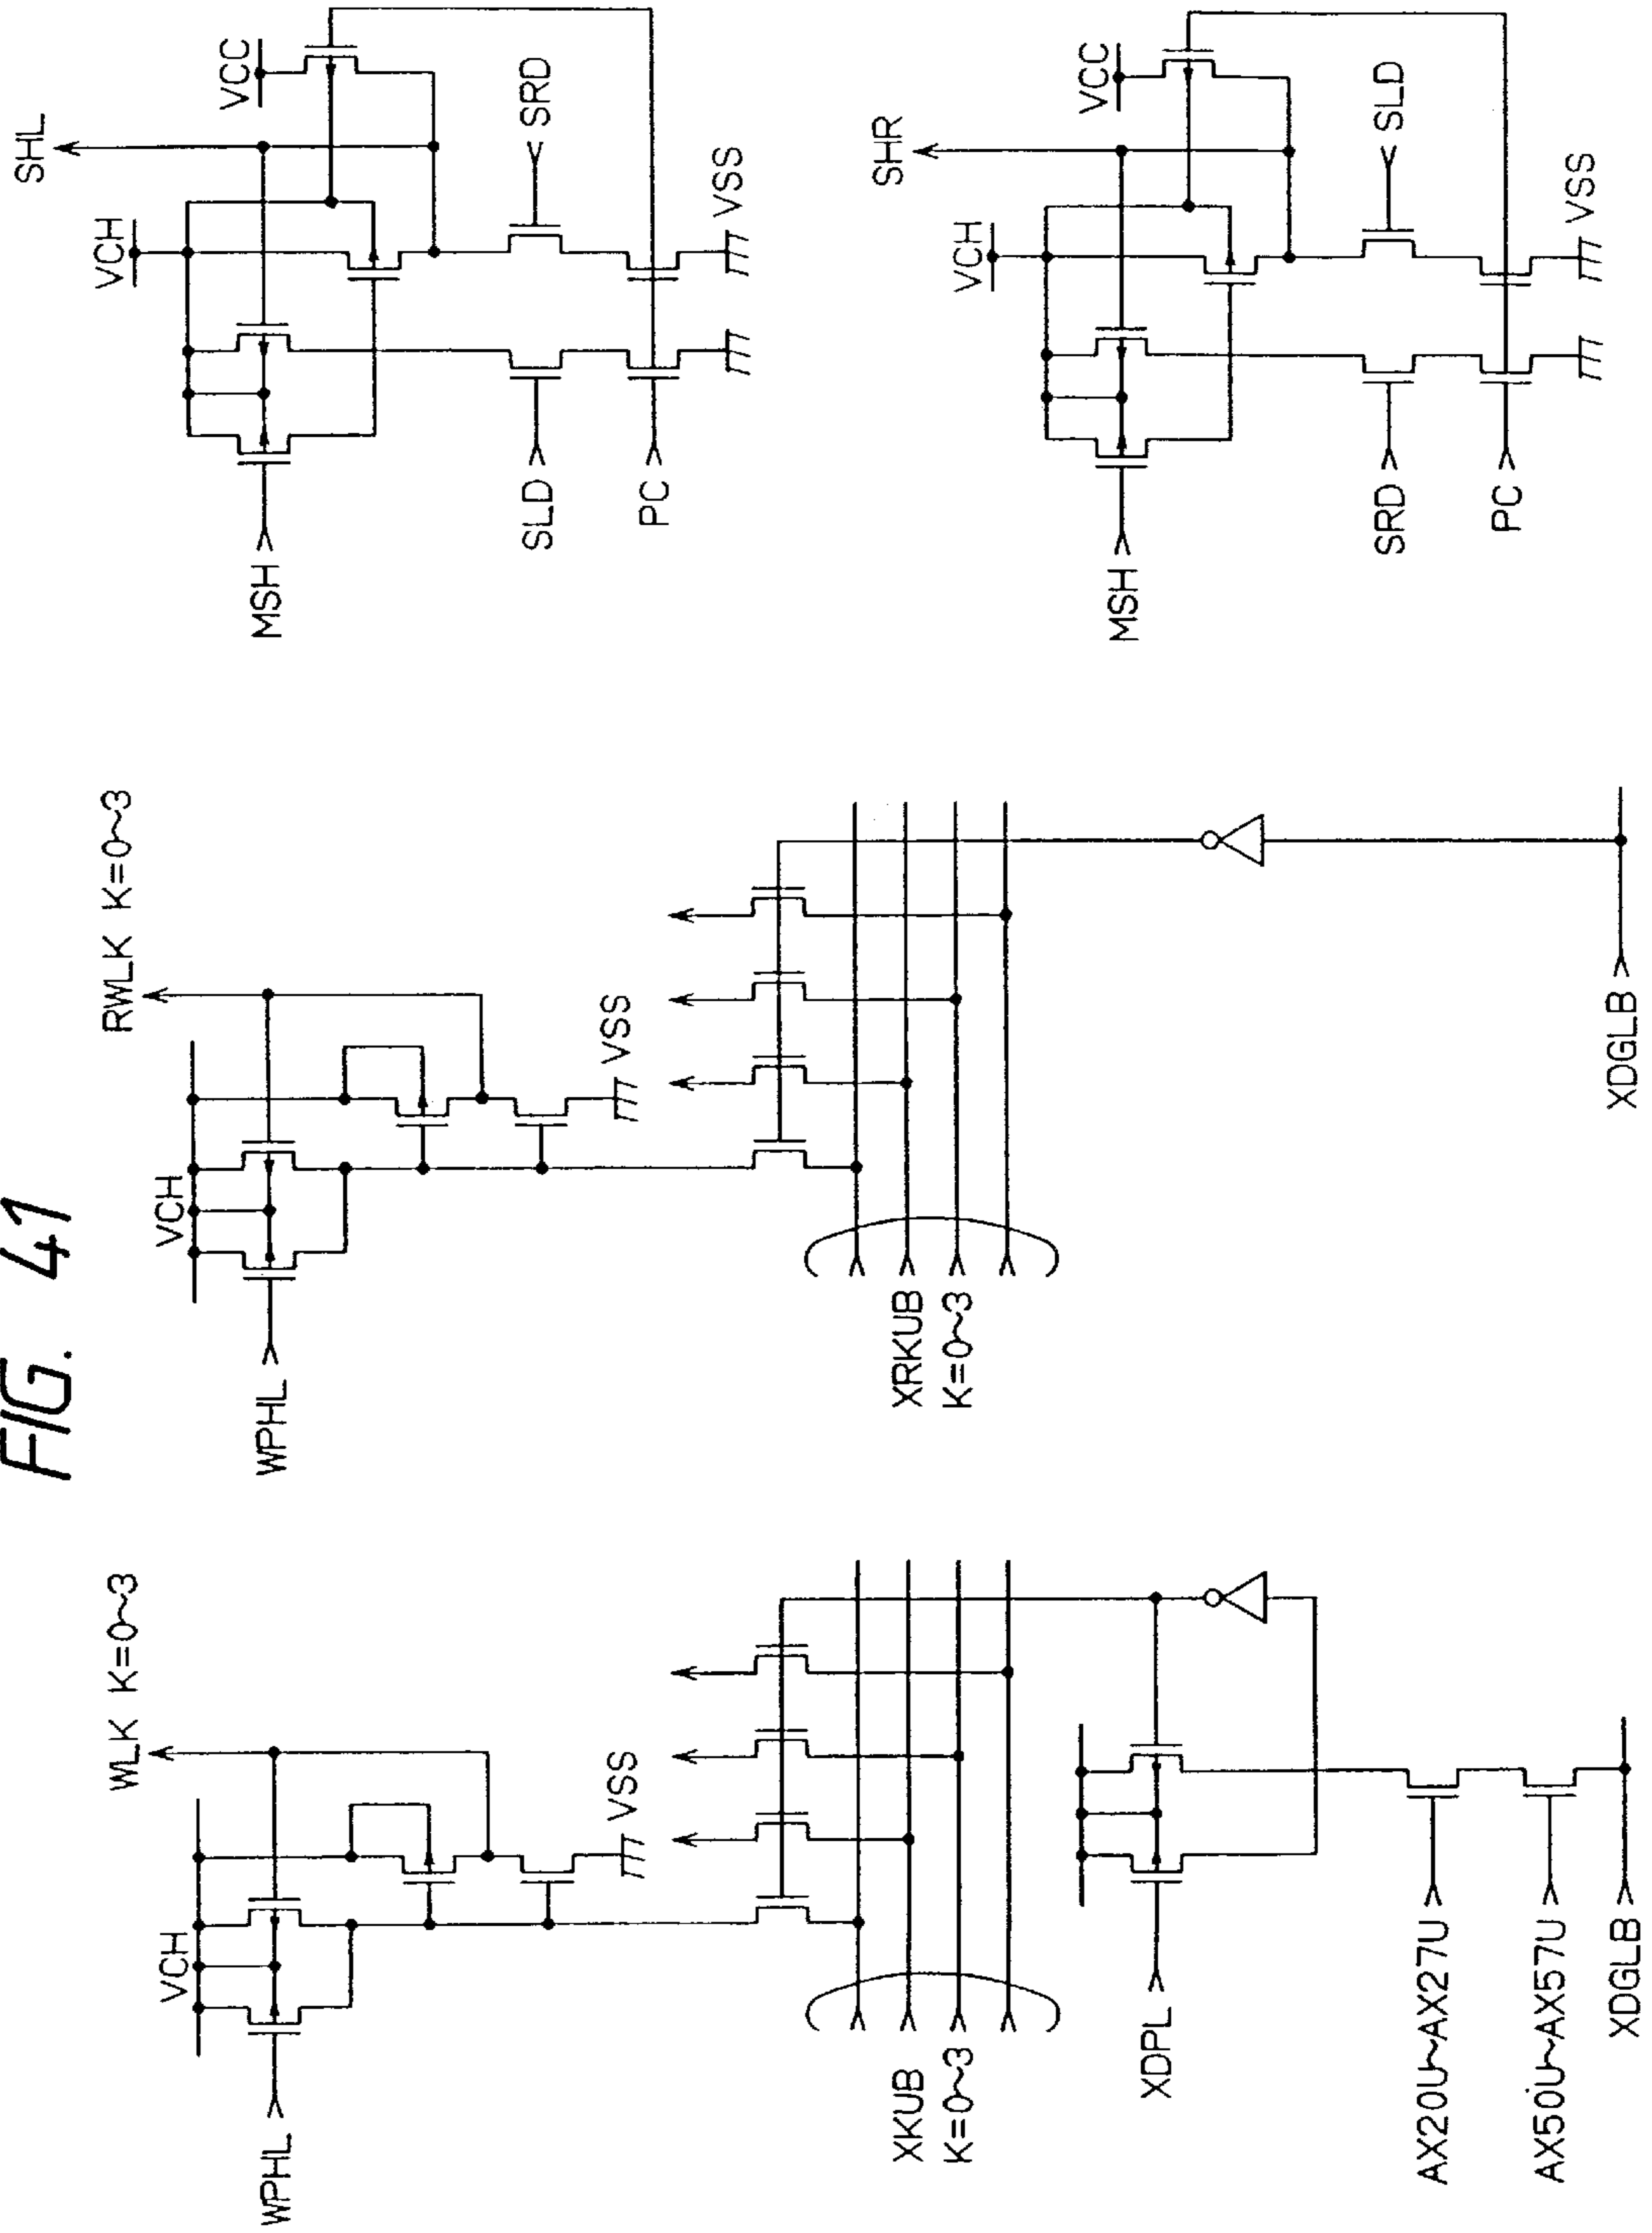 FIG. 41
WLK K=0~3
VCH
WPHL
VSS
XKUB
K=0~3
XDPL
AX20U~AX27U
AX50U~AX57U
XDGLB
RWLK K=0~3
VCH
WPHL
VSS
XRKUB
K=0~3
XDGLB
SHL
VCH
VCC
MSH
SRD
SLD
PC
VSS
SHR
VCH
VCC
MSH
SLD
SRD
PC
VSS